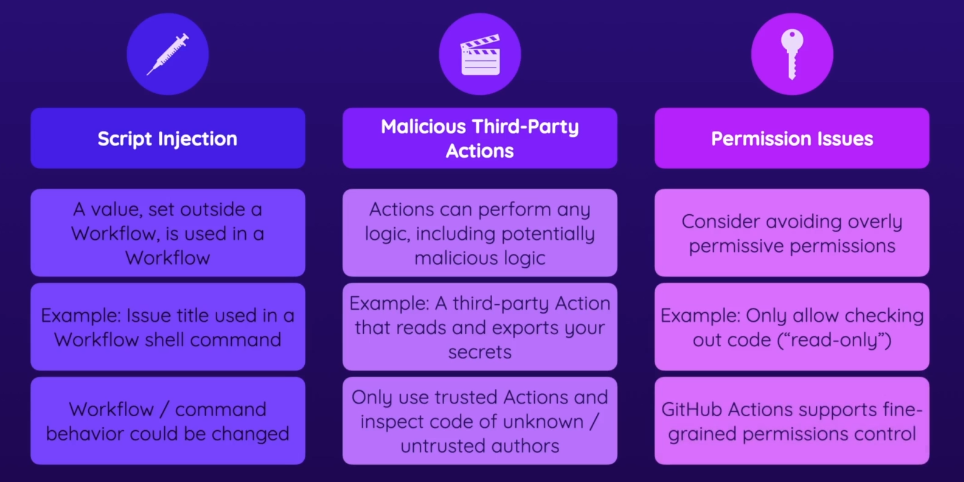 Script Injection
A value, set outside a
Workflow, is used in a
Workflow
Example: Issue title used in a
Workflow shell command
Workflow / command
behavior could be changed
Malicious Third-Party
Actions
Actions can perform any
logic, including potentially
malicious logic
Example: A third-party Action
that reads and exports your
secrets
Only use trusted Actions and
inspect code of unknown /
untrusted authors
Permission Issues
Consider avoiding overly
permissive permissions
Example: Only allow checking
out code (“read-only”)
GitHub Actions supports fine-
grained permissions control